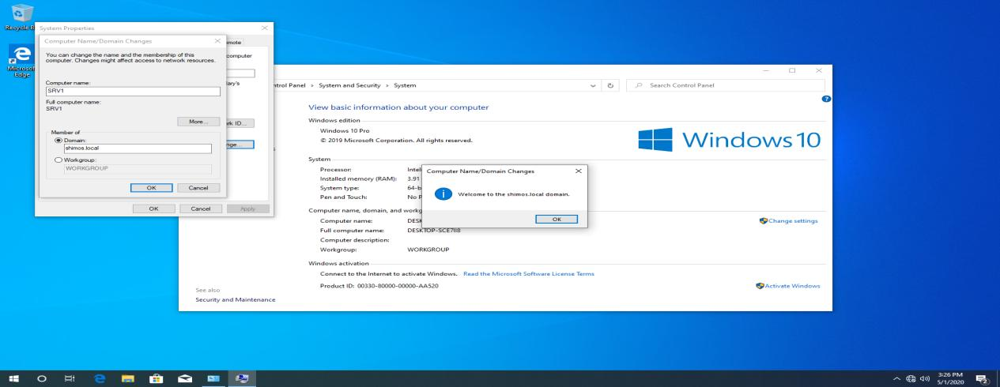 Recycle B
Microsof
Edge
System Properties
Computer Name/Domain Changes
emote
You can change the name and the membership of this
computer. Changes might affect access to network resources.
computer
Computer name:
SRV1
ary's
Full computer name:
SRV1
More...
rk ID...
Member of
Domain:
shimos.local
nge...
Workgroup:
WORKGROUP
OK
Cancel
OK
Cancel
Apply
ntrol Panel > System and Security > System
Search Control Panel
View basic information about your computer
Windows edition
Windows 10 Pro
© 2019 Microsoft Corporation. All rights reserved.
Windows 10
System
Processor: Intel
Installed memory (RAM): 3.91
System type: 64-b
Pen and Touch: No P
Computer Name/Domain Changes
Welcome to the shimos.local domain.
OK
Computer name, domain, and workg
Computer name: DESK
Change settings
Full computer name: DESKTOP-SCE7II8
Computer description:
Workgroup: WORKGROUP
Windows activation
Connect to the Internet to activate Windows. Read the Microsoft Software License Terms
Product ID: 00330-80000-00000-AA520
Activate Windows
See also
Security and Maintenance
3:26 PM
5/1/2020
2